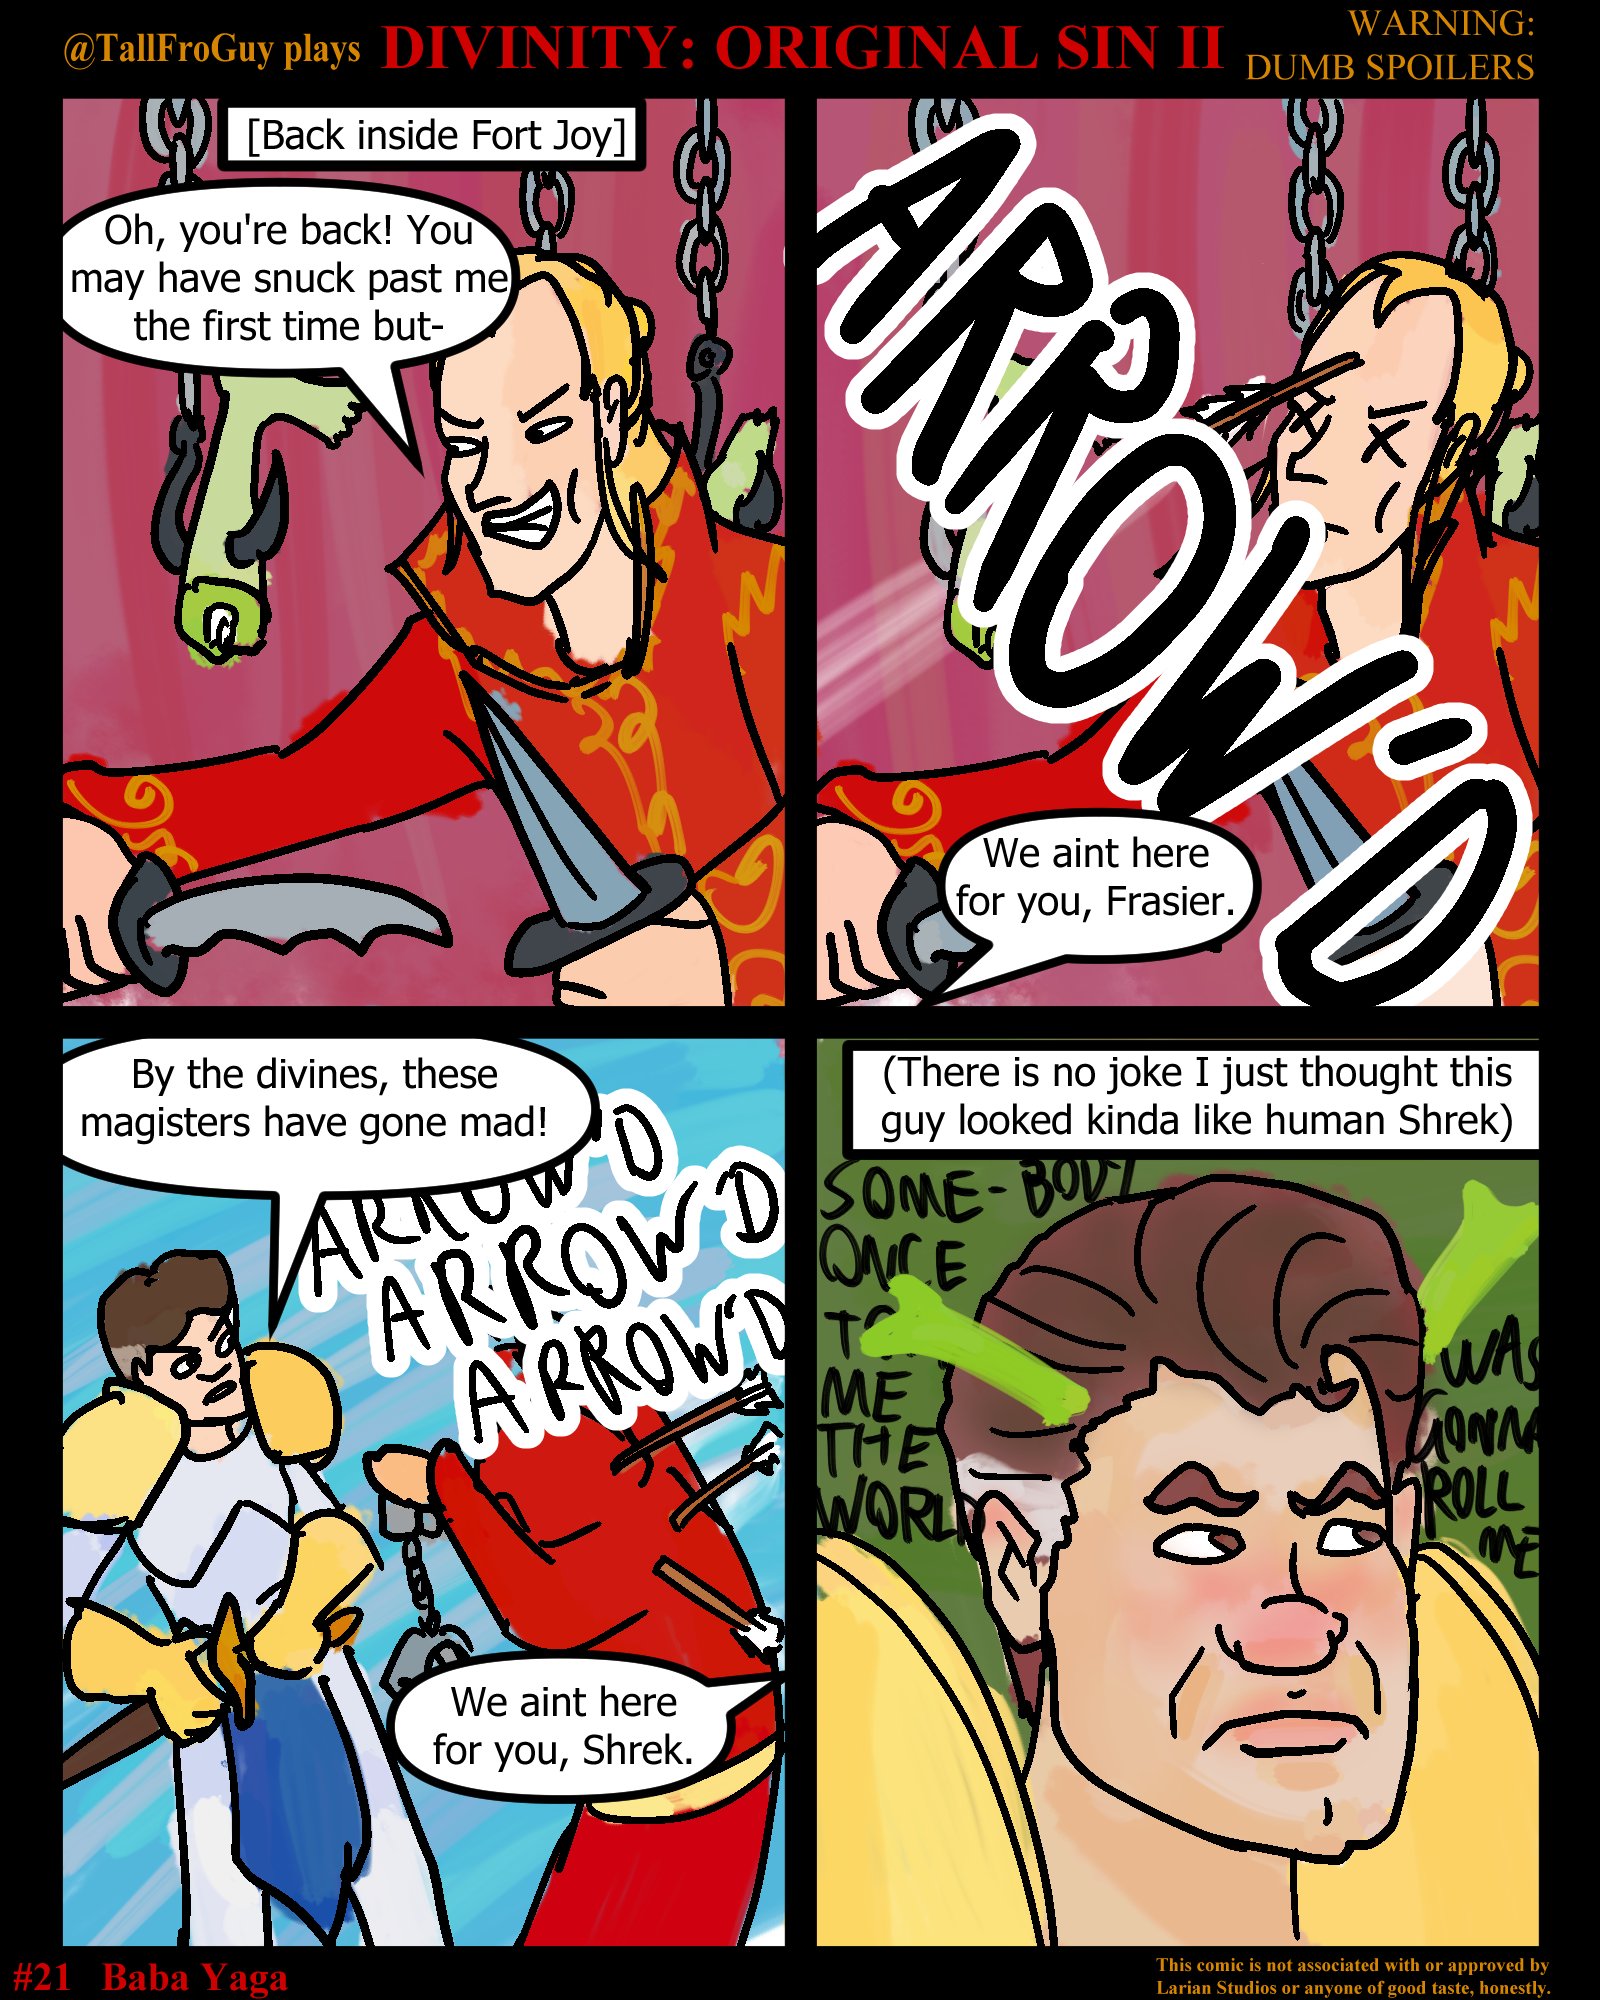 @TallFroGuy plays DIVINITY: ORIGINAL SIN II
WARNING:
DUMB SPOILERS
[Back inside Fort Joy]
Oh, you're back! You
may have snuck past me
the first time but-
ARROW'D
We aint here
for you, Frasier.
By the divines, these
magisters have gone mad!
ARROW'D
ARROW'D
ARROW'D
We aint here
for you, Shrek.
(There is no joke I just thought this
guy looked kinda like human Shrek)
SOME-BODY
ONCE
TO
ME
THE
WORLD
WAS
GONNA
ROLL
ME
#21 Baba Yaga
This comic is not associated with or approved by
Larian Studios or anyone of good taste, honestly.